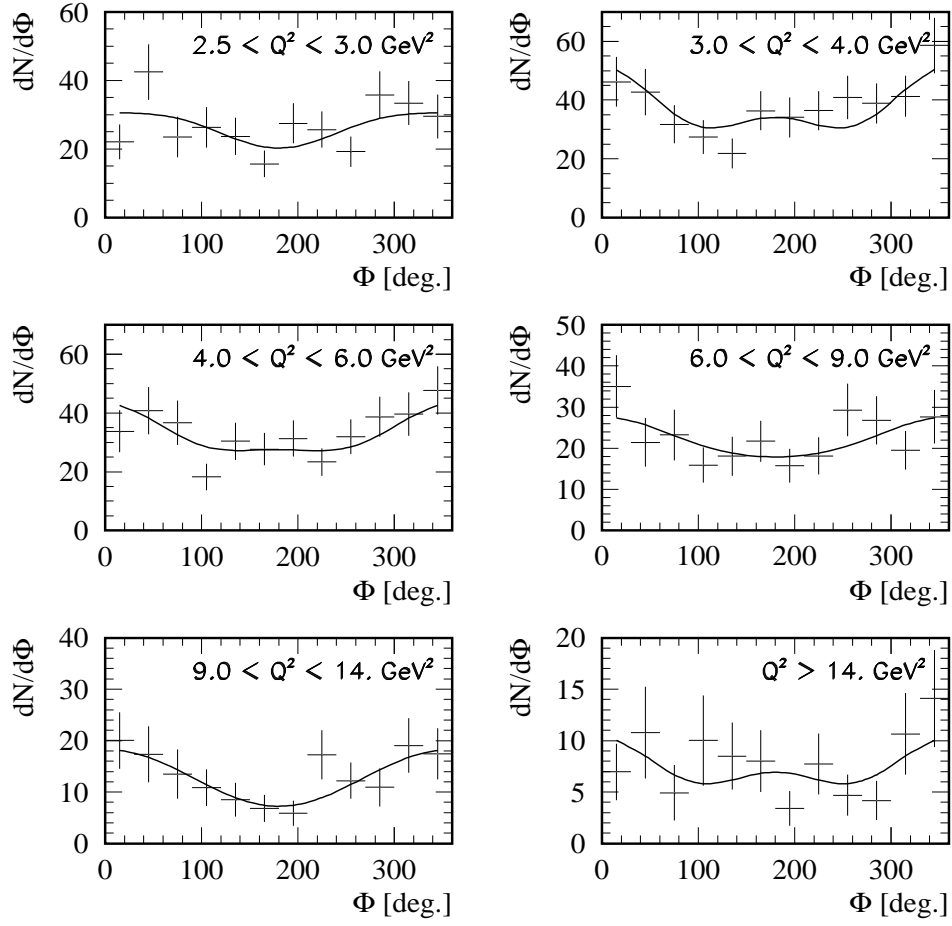 dN/dΦ
60
40
20
0
2.5 < Q² < 3.0 GeV²
0 100 200 300
Φ [deg.]
dN/dΦ
60
40
20
0
3.0 < Q² < 4.0 GeV²
0 100 200 300
Φ [deg.]
dN/dΦ
60
40
20
0
4.0 < Q² < 6.0 GeV²
0 100 200 300
Φ [deg.]
dN/dΦ
50
40
30
20
10
0
6.0 < Q² < 9.0 GeV²
0 100 200 300
Φ [deg.]
dN/dΦ
40
30
20
10
0
9.0 < Q² < 14. GeV²
0 100 200 300
Φ [deg.]
dN/dΦ
20
15
10
5
0
Q² > 14. GeV²
0 100 200 300
Φ [deg.]